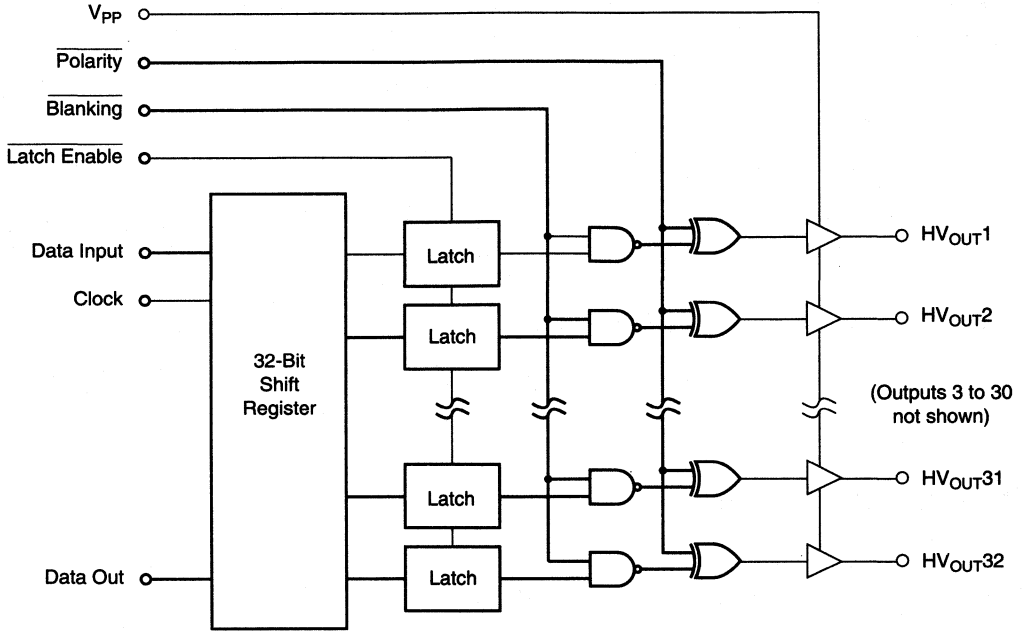 VPP
Polarity
Blanking
Latch Enable
Data Input
Clock
Data Out
32-Bit
Shift
Register
Latch
Latch
Latch
Latch
HVOUT1
HVOUT2
(Outputs 3 to 30
not shown)
HVOUT31
HVOUT32